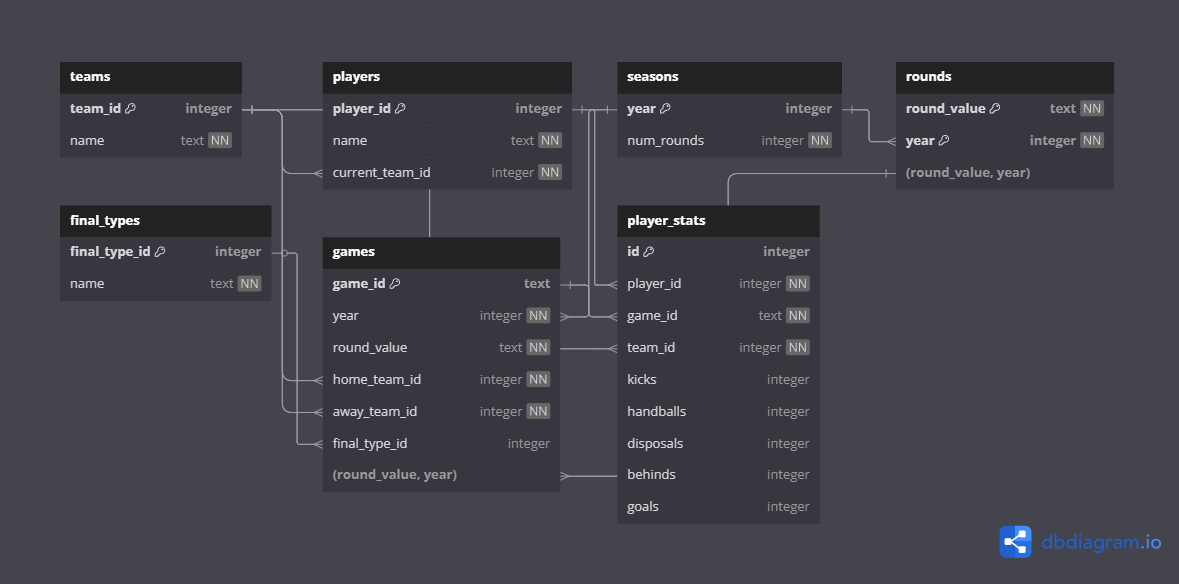 teams
team_id integer
name text NN
players
player_id integer
name text NN
current_team_id integer NN
seasons
year integer
num_rounds integer NN
rounds
round_value text NN
year integer NN
(round_value, year)
final_types
final_type_id integer
name text NN
games
game_id text
year integer NN
round_value text NN
home_team_id integer NN
away_team_id integer NN
final_type_id integer
(round_value, year)
player_stats
id integer
player_id integer NN
game_id text NN
team_id integer NN
kicks integer
handballs integer
disposals integer
behinds integer
goals integer
dbdiagram.io